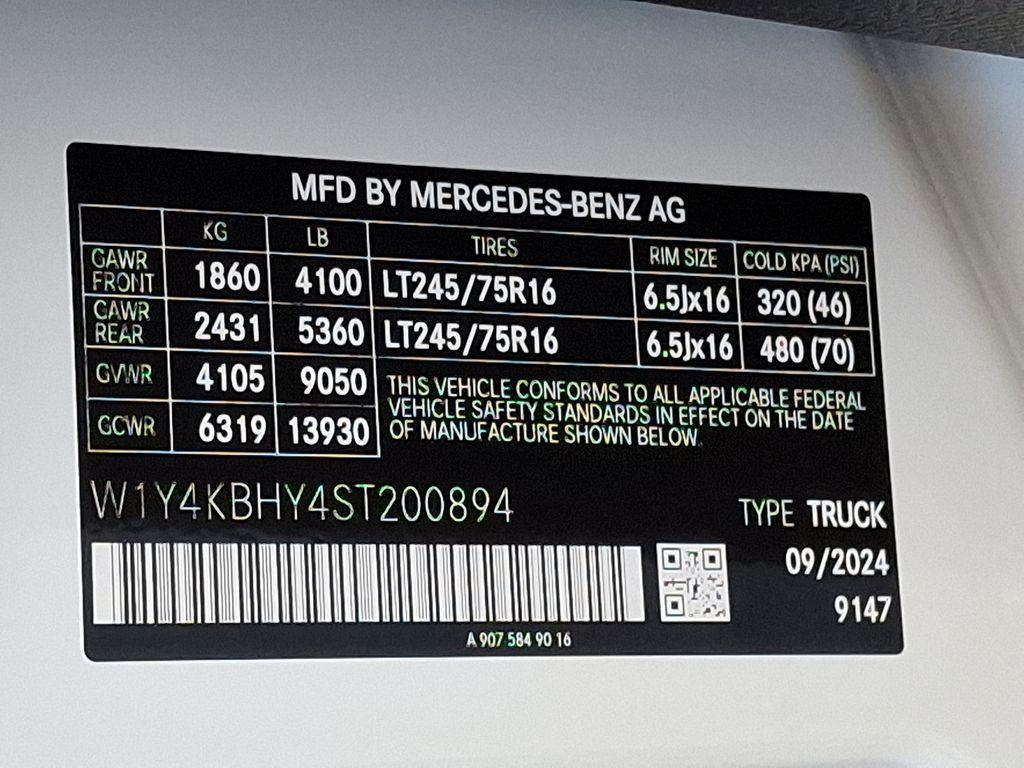 MFD BY MERCEDES-BENZ AG
KG LB TIRES RIM SIZE COLD KPA (PSI)
GAWR FRONT 1860 4100 LT245/75R16 6.5Jx16 320 (46)
GAWR REAR 2431 5360 LT245/75R16 6.5Jx16 480 (70)
GVWR 4105 9050
GCWR 6319 13930
THIS VEHICLE CONFORMS TO ALL APPLICABLE FEDERAL
VEHICLE SAFETY STANDARDS IN EFFECT ON THE DATE
OF MANUFACTURE SHOWN BELOW.
W1Y4KBHY4ST200894
TYPE TRUCK
09/2024
9147
A 907 584 90 16